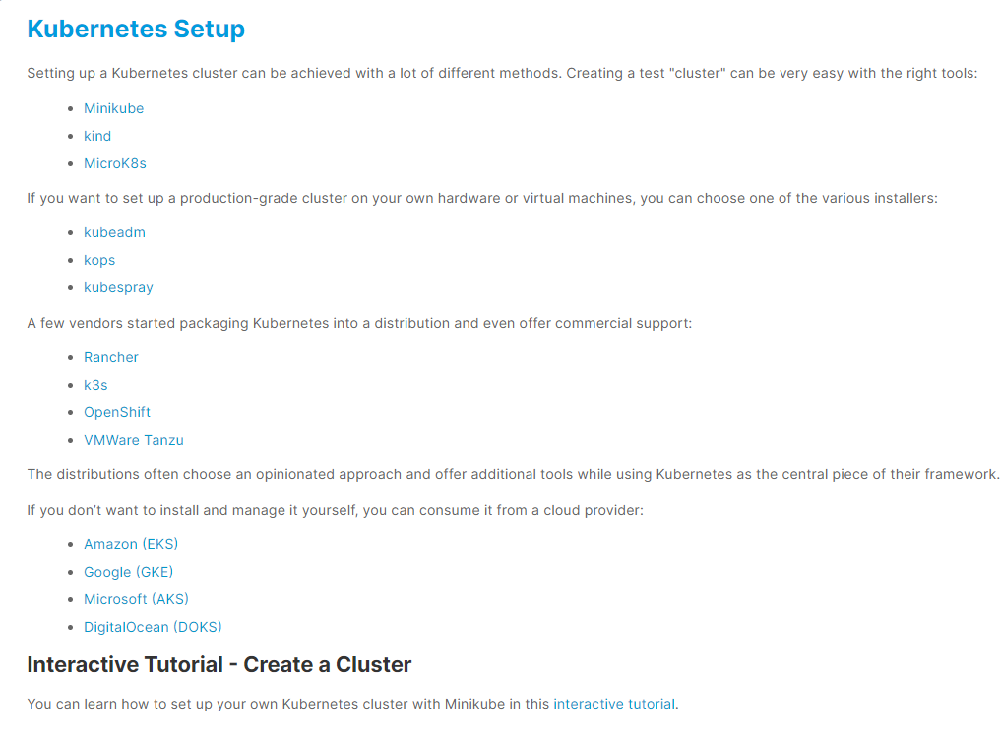 Kubernetes Setup
Setting up a Kubernetes cluster can be achieved with a lot of different methods. Creating a test "cluster" can be very easy with the right tools:
Minikube
kind
MicroK8s
If you want to set up a production-grade cluster on your own hardware or virtual machines, you can choose one of the various installers:
kubeadm
kops
kubespray
A few vendors started packaging Kubernetes into a distribution and even offer commercial support:
Rancher
k3s
OpenShift
VMWare Tanzu
The distributions often choose an opinionated approach and offer additional tools while using Kubernetes as the central piece of their framework.
If you don’t want to install and manage it yourself, you can consume it from a cloud provider:
Amazon (EKS)
Google (GKE)
Microsoft (AKS)
DigitalOcean (DOKS)
Interactive Tutorial - Create a Cluster
You can learn how to set up your own Kubernetes cluster with Minikube in this interactive tutorial.